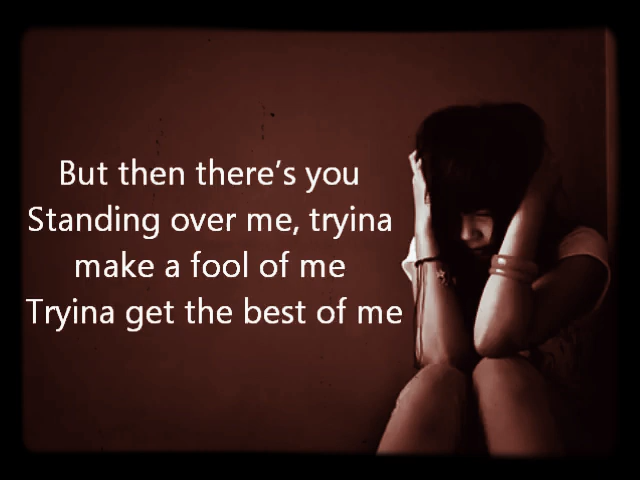 But then there's you
Standing over me, tryina
make a fool of me
Tryina get the best of me